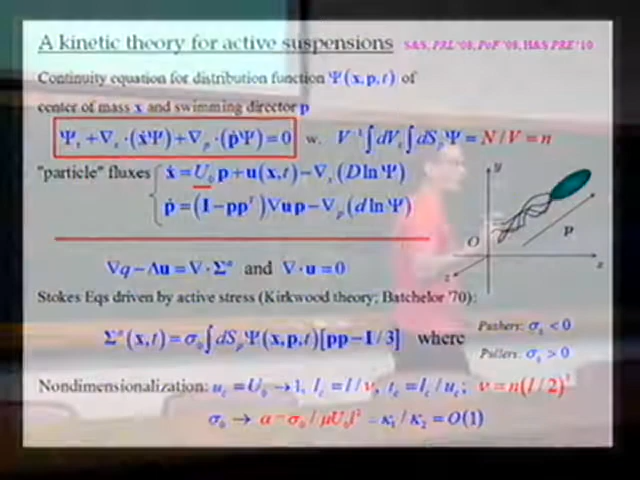 A kinetic theory for active suspensions S&S, PRL '08, PoF '08, H&S PRE '10
Continuity equation for distribution function Ψ(x,p,t) of
center of mass x and swimming director p
Ψ_t + ∇_x·(ẋΨ) + ∇_p·(ṗΨ) = 0 w. V⁻¹∫dV_x∫dS_pΨ = N/V = n
"particle" fluxes { ẋ = U_0 p + u(x,t) − ∇_x(D ln Ψ)
ṗ = (I − pp^T)∇u p − ∇_p(d ln Ψ)
y
O
p
x
z
∇q − Δu = ∇·Σ^a and ∇·u = 0
Stokes Eqs driven by active stress (Kirkwood theory; Batchelor '70):
Σ^a(x,t) = σ_0∫dS_pΨ(x,p,t)[pp − I/3] where
Pushers: σ_0 < 0
Pullers: σ_0 > 0
Nondimensionalization: u_c = U_0 → 1, l_c = l/ν, t_c = l_c/u_c; ν = n(l/2)³
σ_0 → α = σ_0/μU_0l² = κ_1/κ_2 = O(1)